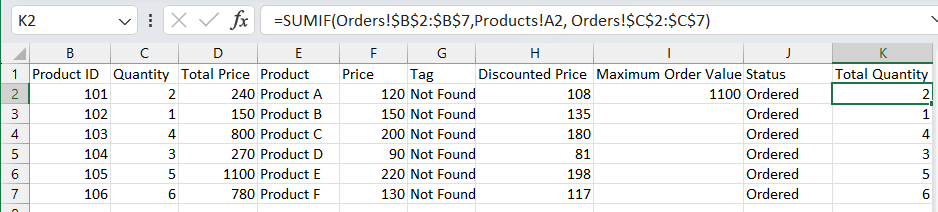 K2 fx =SUMIF(Orders!$B$2:$B$7,Products!A2, Orders!$C$2:$C$7)
B C D E F G H I J K
1 Product ID Quantity Total Price Product Price Tag Discounted Price Maximum Order Value Status Total Quantity
2 101 2 240 Product A 120 Not Found 108 1100 Ordered 2
3 102 1 150 Product B 150 Not Found 135 Ordered 1
4 103 4 800 Product C 200 Not Found 180 Ordered 4
5 104 3 270 Product D 90 Not Found 81 Ordered 3
6 105 5 1100 Product E 220 Not Found 198 Ordered 5
7 106 6 780 Product F 130 Not Found 117 Ordered 6